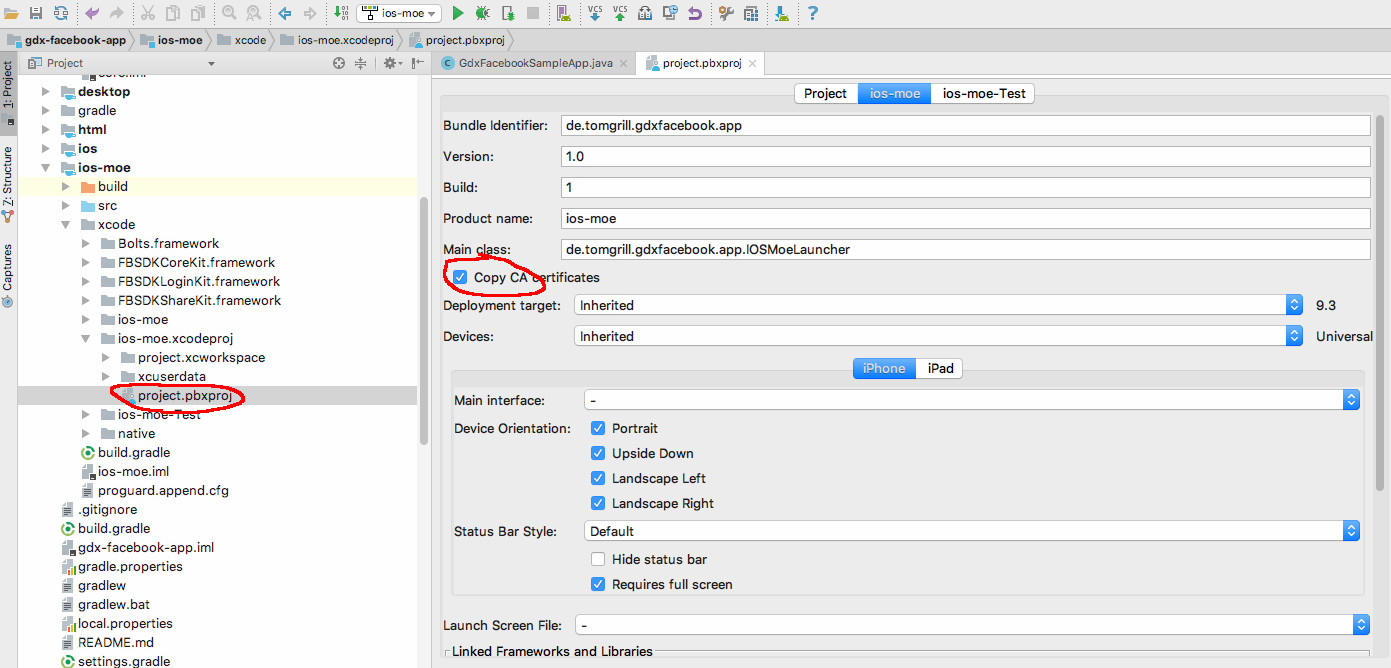 ios-moe
VCS VCS
gdx-facebook-app ios-moe xcode ios-moe.xcodeproj project.pbxproj
1: Project
Z: Structure
Captures
Project
core.iml
desktop
gradle
html
ios
ios-moe
build
src
xcode
Bolts.framework
FBSDKCoreKit.framework
FBSDKLoginKit.framework
FBSDKShareKit.framework
ios-moe
ios-moe.xcodeproj
project.xcworkspace
xcuserdata
project.pbxproj
ios-moe-Test
native
build.gradle
ios-moe.iml
proguard.append.cfg
.gitignore
build.gradle
gdx-facebook-app.iml
gradle.properties
gradlew
gradlew.bat
local.properties
README.md
settings.gradle
GdxFacebookSampleApp.java project.pbxproj
Project ios-moe ios-moe-Test
Bundle Identifier: de.tomgrill.gdxfacebook.app
Version: 1.0
Build: 1
Product name: ios-moe
Main class: de.tomgrill.gdxfacebook.app.IOSMoeLauncher
Copy CA certificates
Deployment target: Inherited 9.3
Devices: Inherited Universal
iPhone iPad
Main interface: -
Device Orientation: Portrait
Upside Down
Landscape Left
Landscape Right
Status Bar Style: Default
Hide status bar
Requires full screen
Launch Screen File: -
Linked Frameworks and Libraries